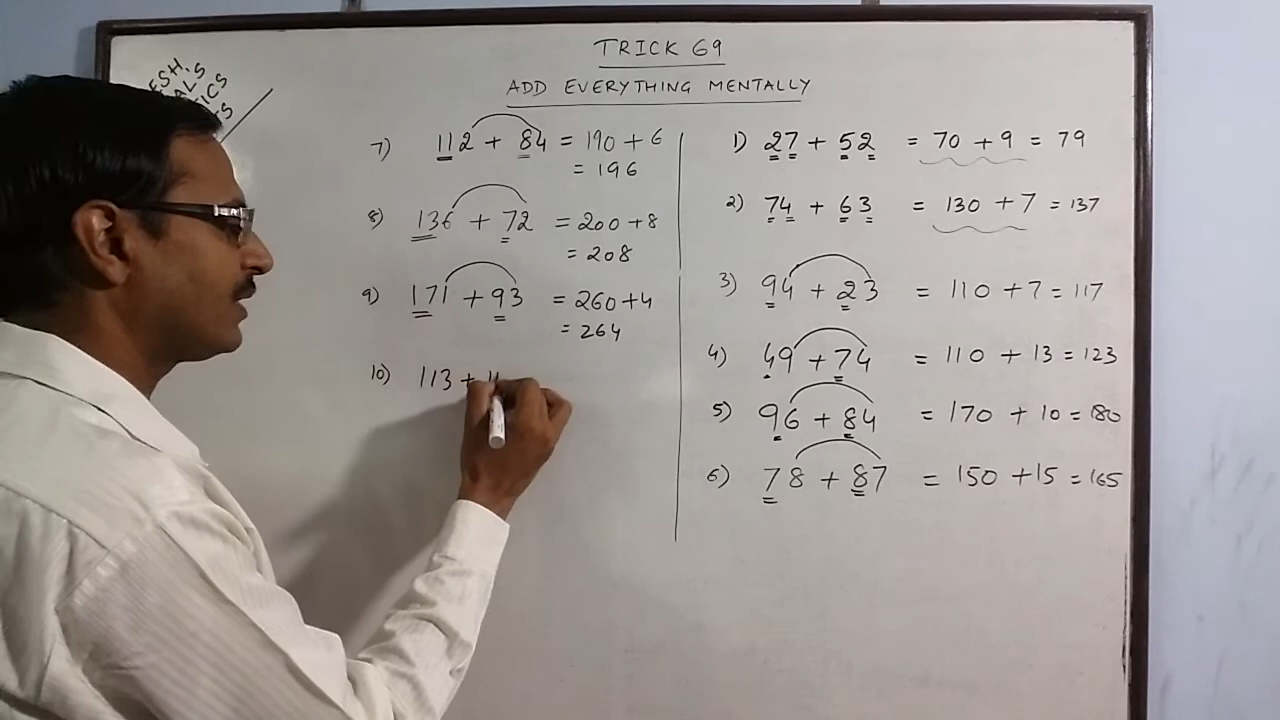 TRICK 69
ADD EVERYTHING MENTALLY
7) 112 + 84 = 190 + 6
= 196
8) 136 + 72 = 200 + 8
= 208
9) 171 + 93 = 260 + 4
= 264
10) 113 + 11
1) 27 + 52 = 70 + 9 = 79
2) 74 + 63 = 130 + 7 = 137
3) 94 + 23 = 110 + 7 = 117
4) 49 + 74 = 110 + 13 = 123
5) 96 + 84 = 170 + 10 = 180
6) 78 + 87 = 150 + 15 = 165